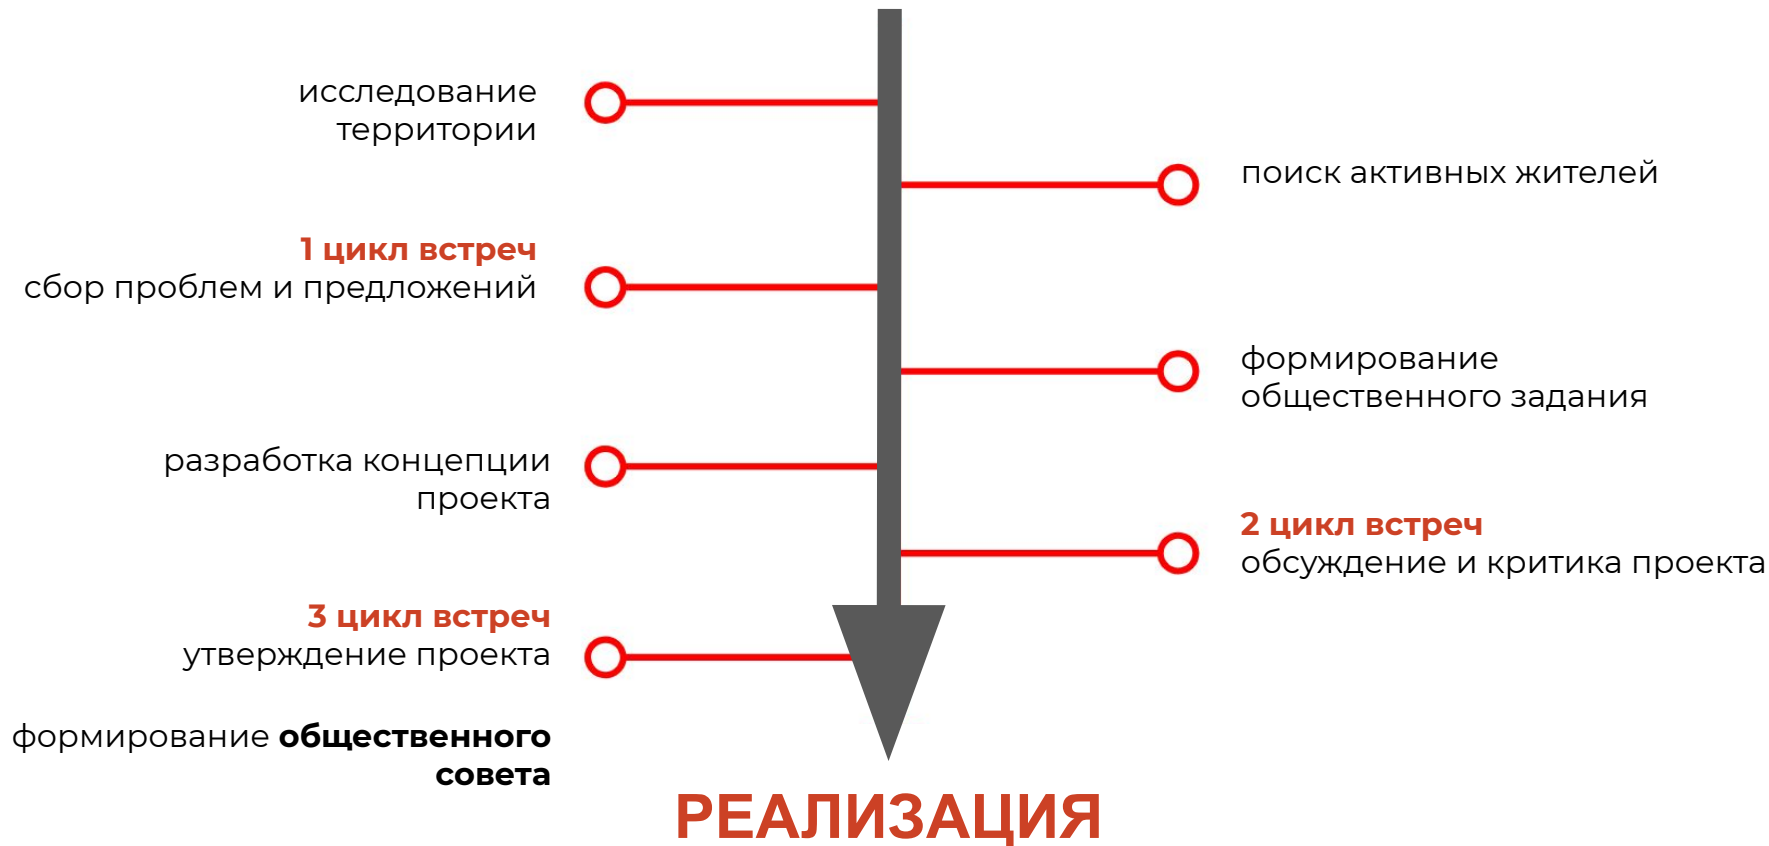 исследование
территории
поиск активных жителей
1 цикл встреч
сбор проблем и предложений
формирование
общественного задания
разработка концепции
проекта
2 цикл встреч
обсуждение и критика проекта
3 цикл встреч
утверждение проекта
формирование общественного
совета
РЕАЛИЗАЦИЯ